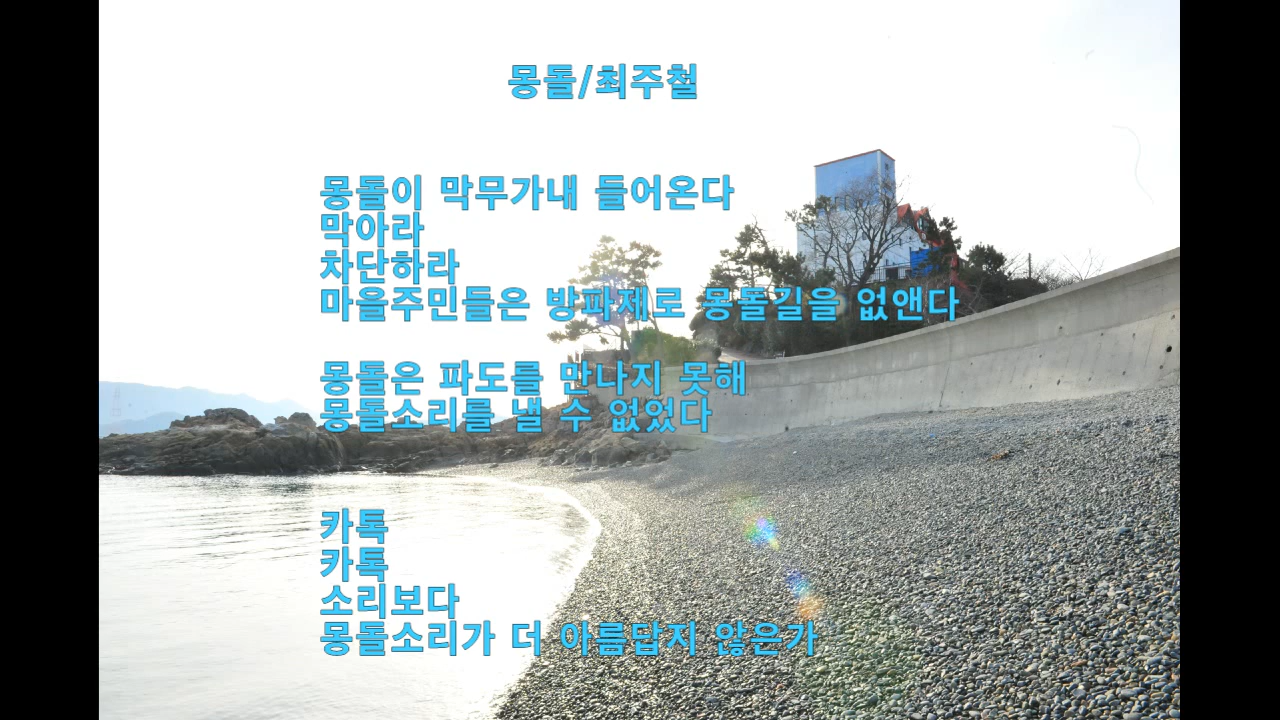 몽돌/최주철
몽돌이 막무가내 들어온다
막아라
차단하라
마을주민들은 방파제로 몽돌길을 없앤다
몽돌은 파도를 만나지 못해
몽돌소리를 낼 수 없었다
카톡
카톡
소리보다
몽돌소리가 더 아름답지 않은가